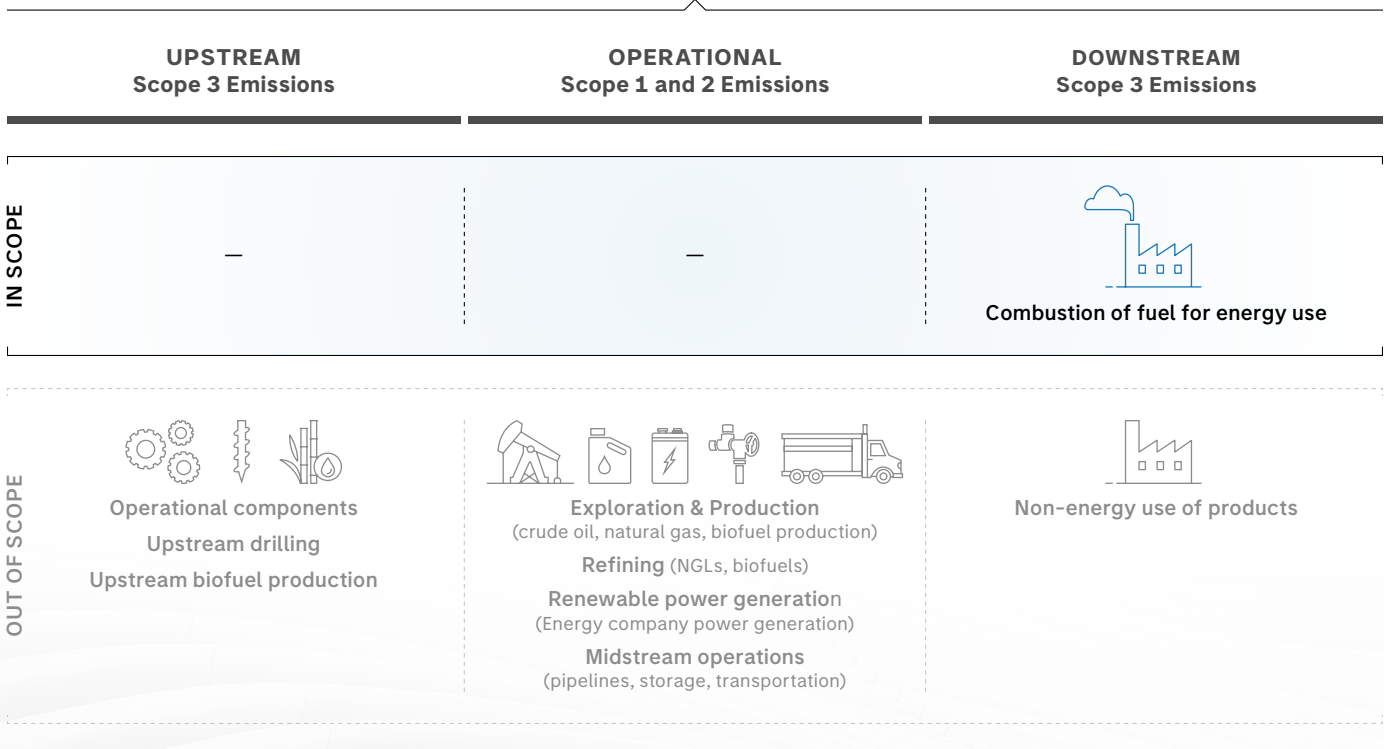 UPSTREAM
Scope 3 Emissions
OPERATIONAL
Scope 1 and 2 Emissions
DOWNSTREAM
Scope 3 Emissions
IN SCOPE
—
—
Combustion of fuel for energy use
OUT OF SCOPE
Operational components
Upstream drilling
Upstream biofuel production
Exploration & Production
(crude oil, natural gas, biofuel production)
Refining (NGLs, biofuels)
Renewable power generation
(Energy company power generation)
Midstream operations
(pipelines, storage, transportation)
Non-energy use of products